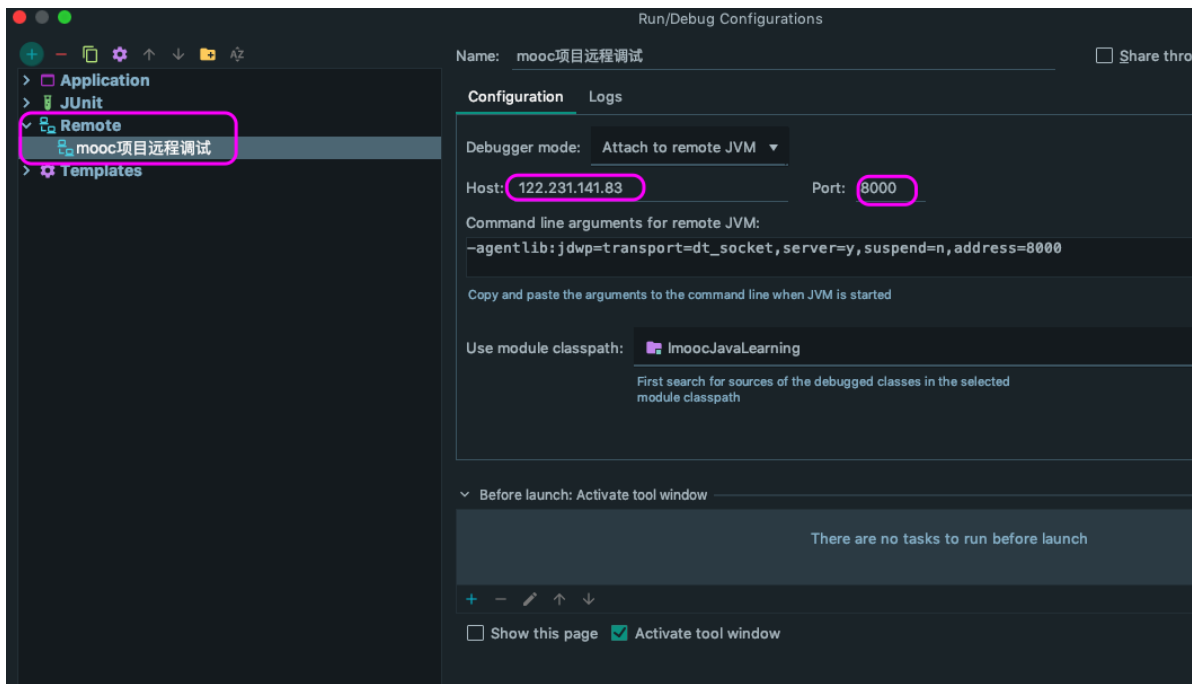 Run/Debug Configurations
Name: mooc项目远程调试
Share thro
Application
JUnit
Remote
mooc项目远程调试
Templates
Configuration Logs
Debugger mode: Attach to remote JVM
Host: 122.231.141.83 Port: 8000
Command line arguments for remote JVM:
-agentlib:jdwp=transport=dt_socket,server=y,suspend=n,address=8000
Copy and paste the arguments to the command line when JVM is started
Use module classpath: ImoocJavaLearning
First search for sources of the debugged classes in the selected
module classpath
Before launch: Activate tool window
There are no tasks to run before launch
Show this page Activate tool window